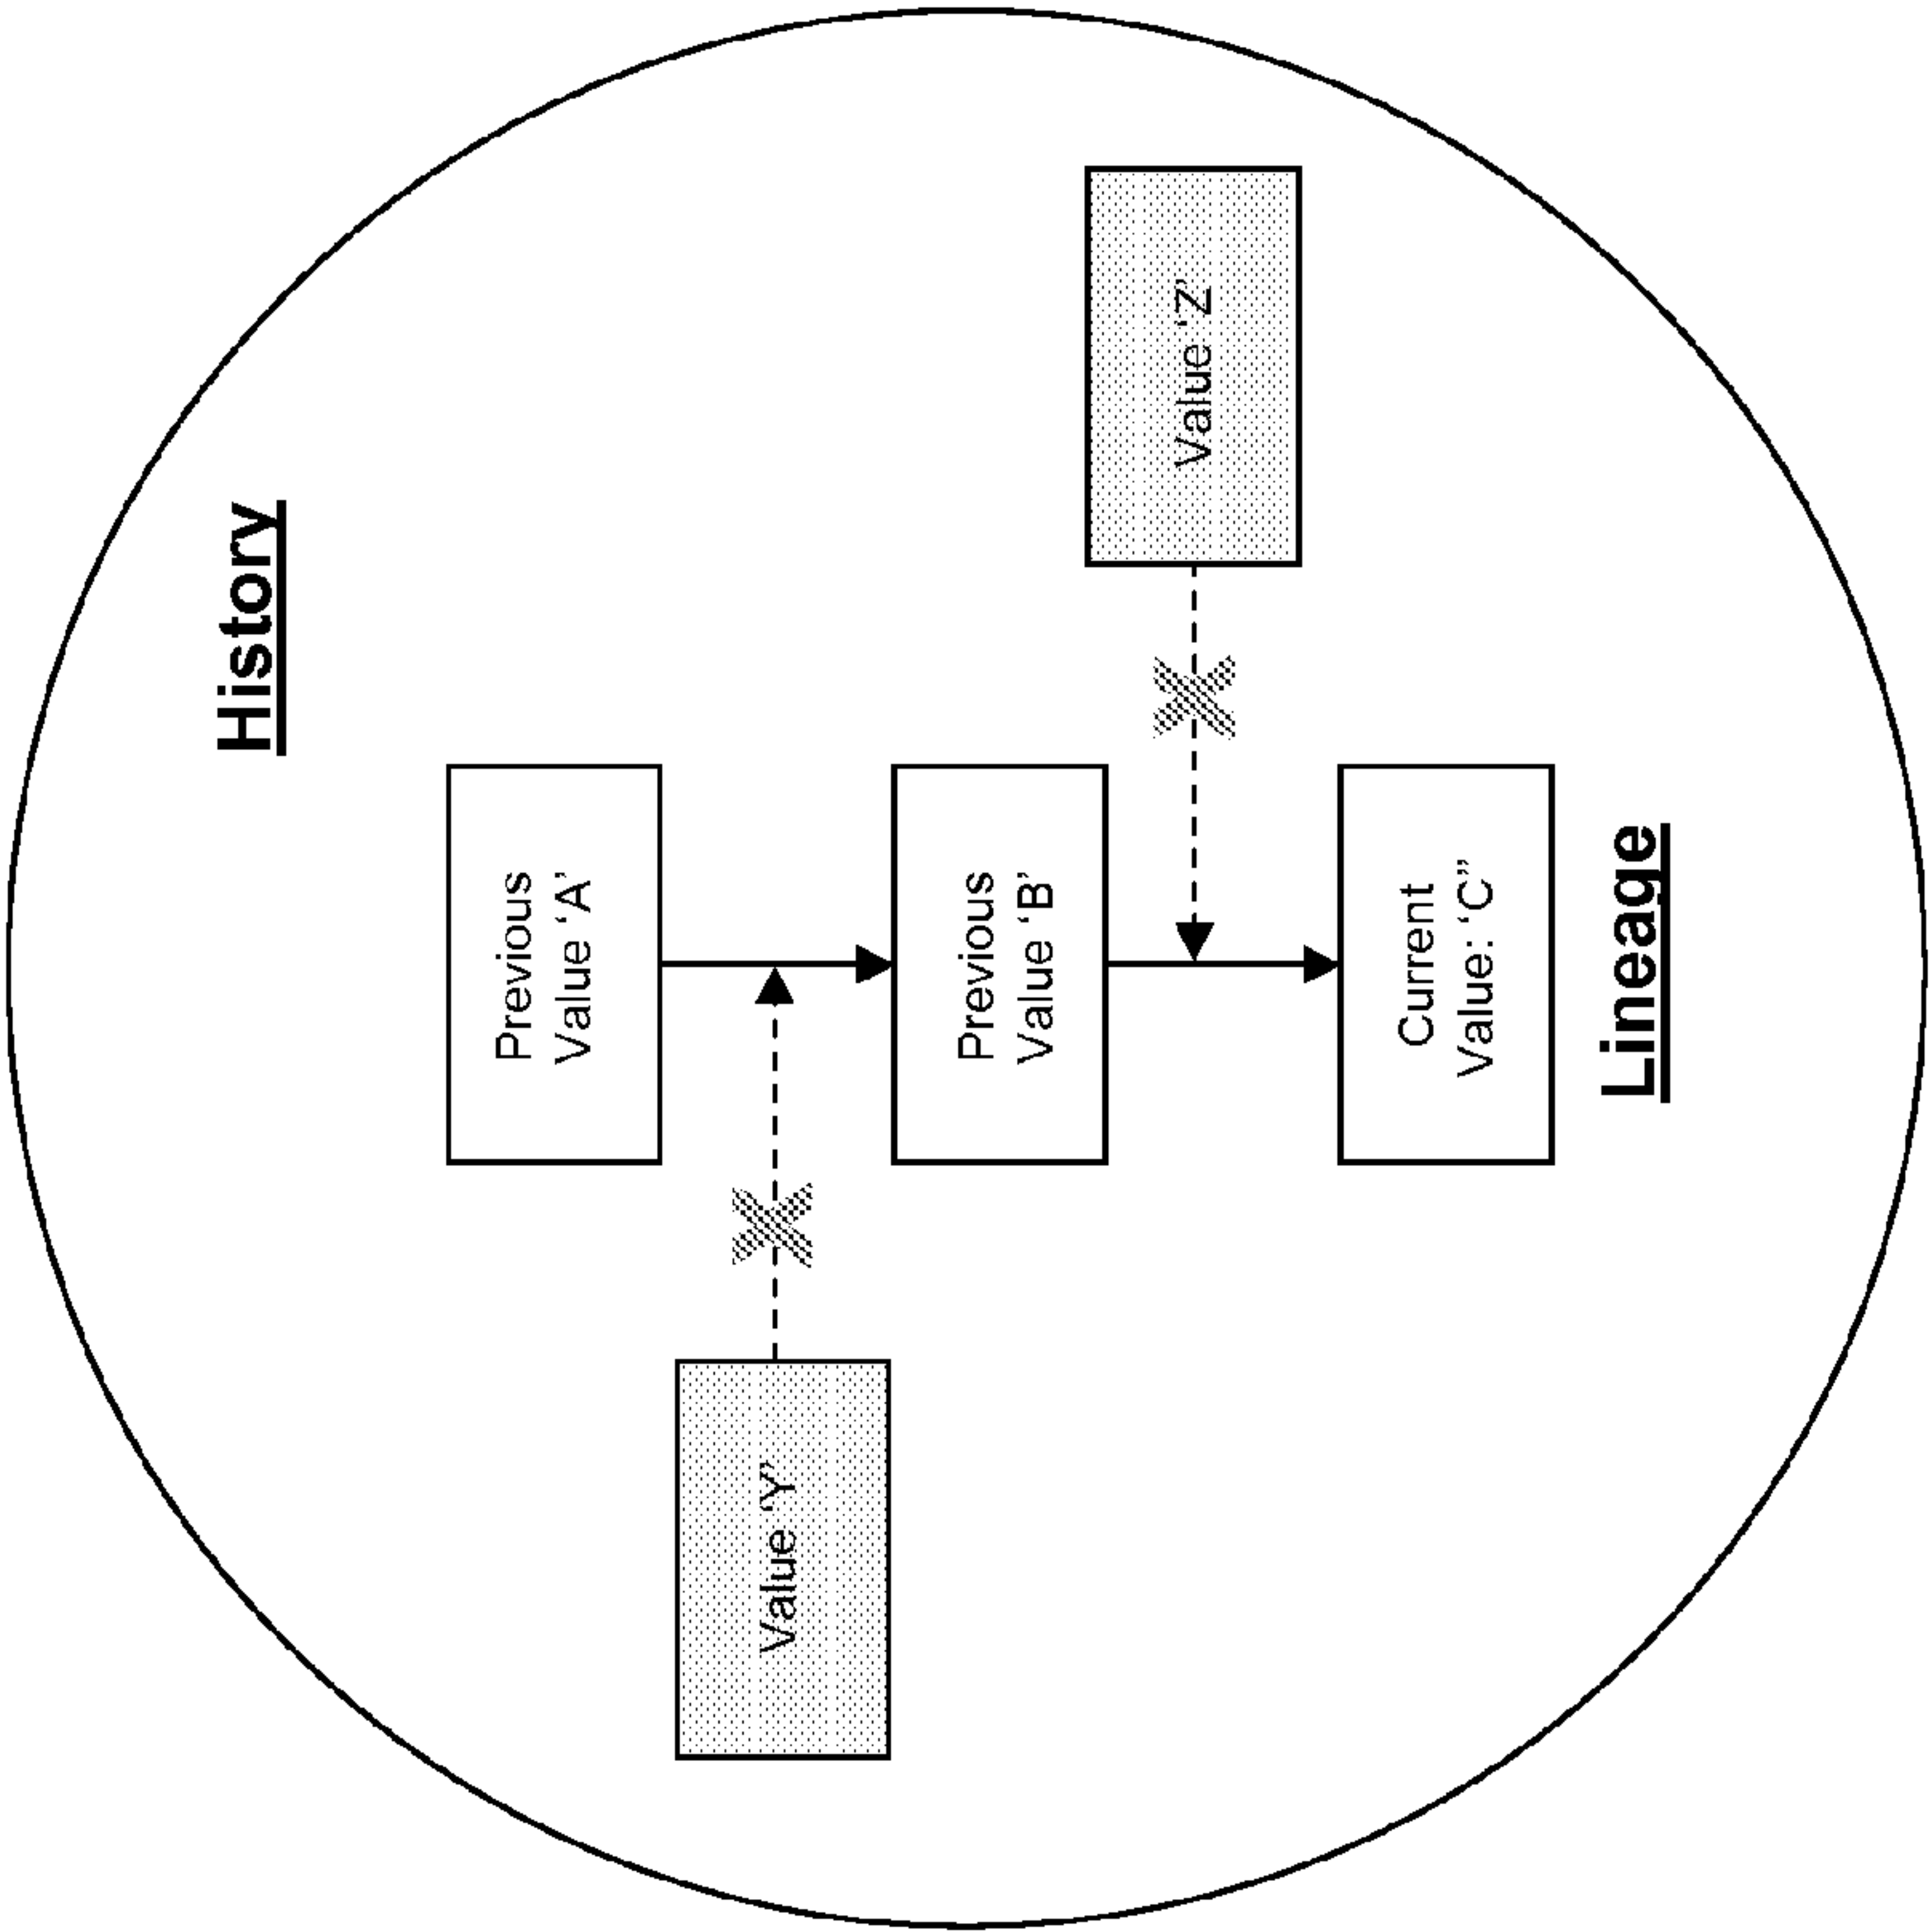 History
Previous
Value ‘A’
Value ‘Y’
Previous
Value ‘B’
Value ‘Z’
Current
Value: ‘C”
Lineage